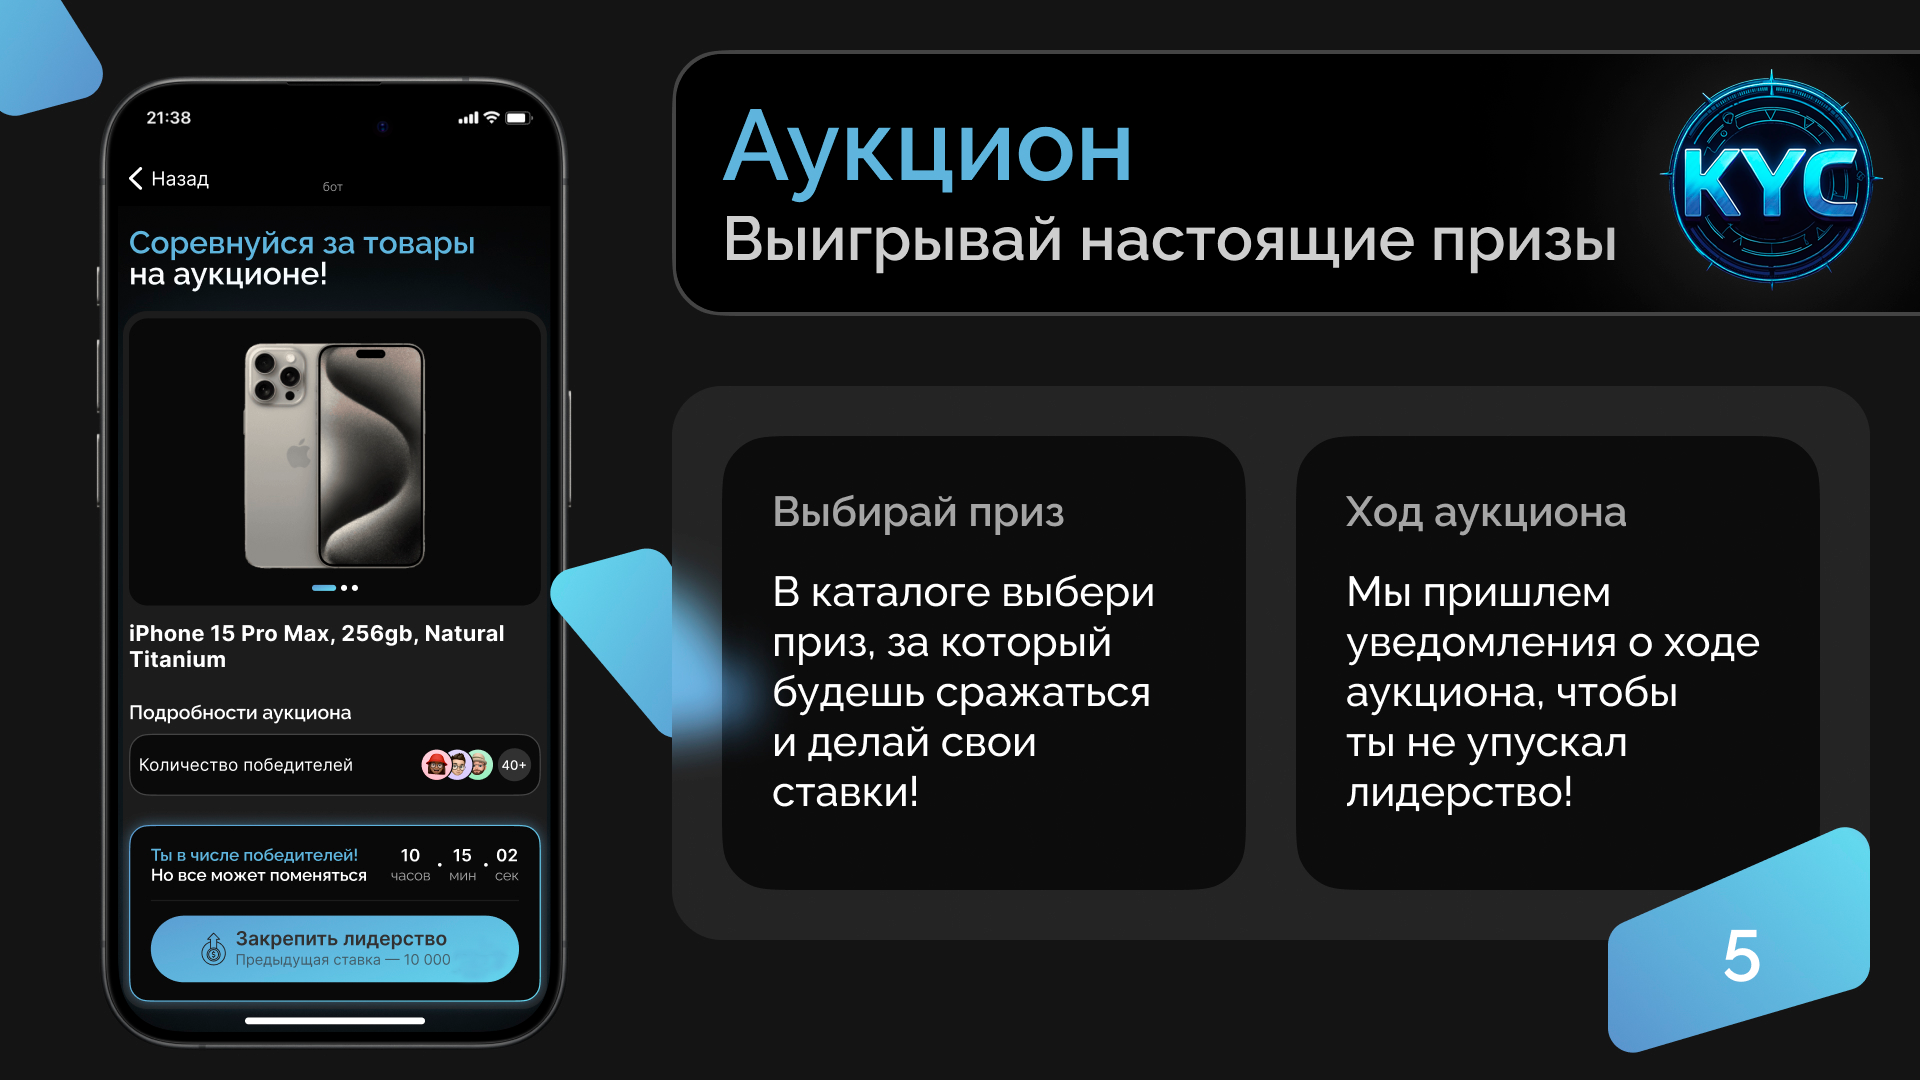 21:38
Назад
бот
Соревнуйся за товары
на аукционе!
iPhone 15 Pro Max, 256gb, Natural
Titanium
Подробности аукциона
Количество победителей
40+
Ты в числе победителей!
Но все может поменяться
10 . 15 . 02
часов мин сек
Закрепить лидерство
Предыдущая ставка — 10 000
Аукцион
Выигрывай настоящие призы
KYC
Выбирай приз
В каталоге выбери
приз, за который
будешь сражаться
и делай свои
ставки!
Ход аукциона
Мы пришлем
уведомления о ходе
аукциона, чтобы
ты не упускал
лидерство!
5